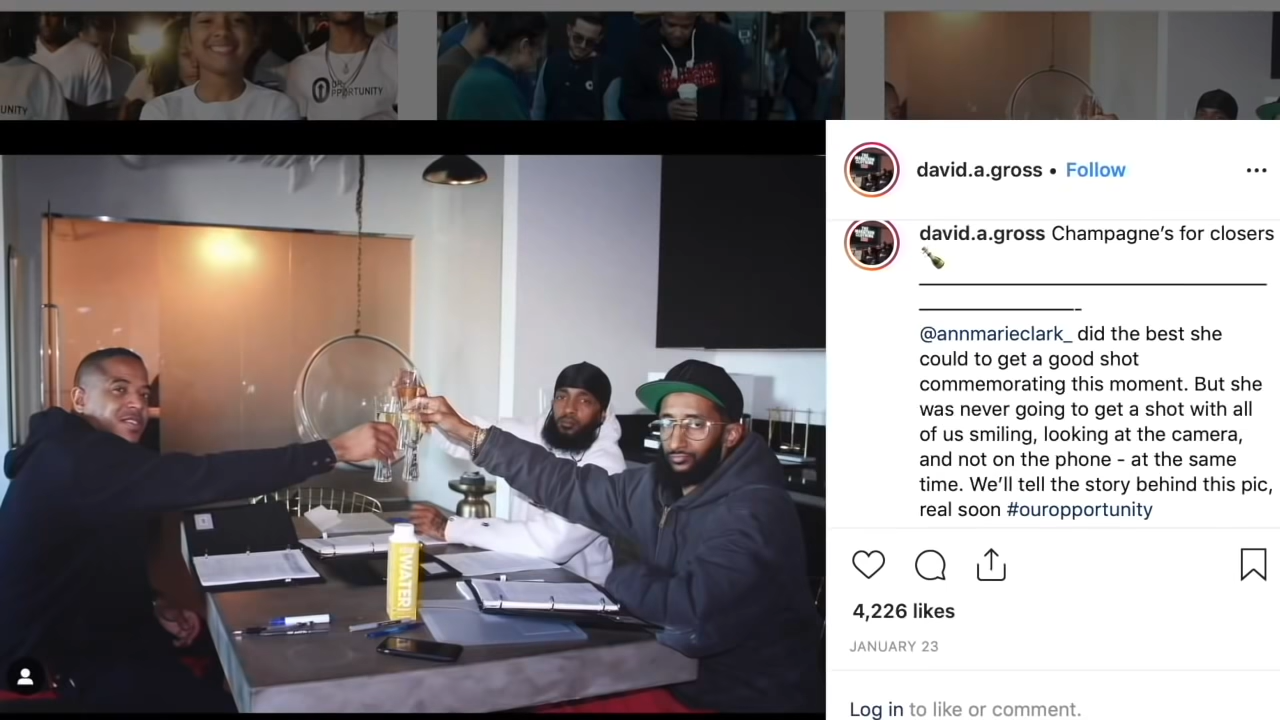 UNITY
OPPORTUNITY
david.a.gross • Follow
david.a.gross Champagne’s for closers
@annmarieclark_ did the best she
could to get a good shot
commemorating this moment. But she
was never going to get a shot with all
of us smiling, looking at the camera,
and not on the phone - at the same
time. We’ll tell the story behind this pic,
real soon #ouropportunity
WATER
4,226 likes
JANUARY 23
Log in to like or comment.